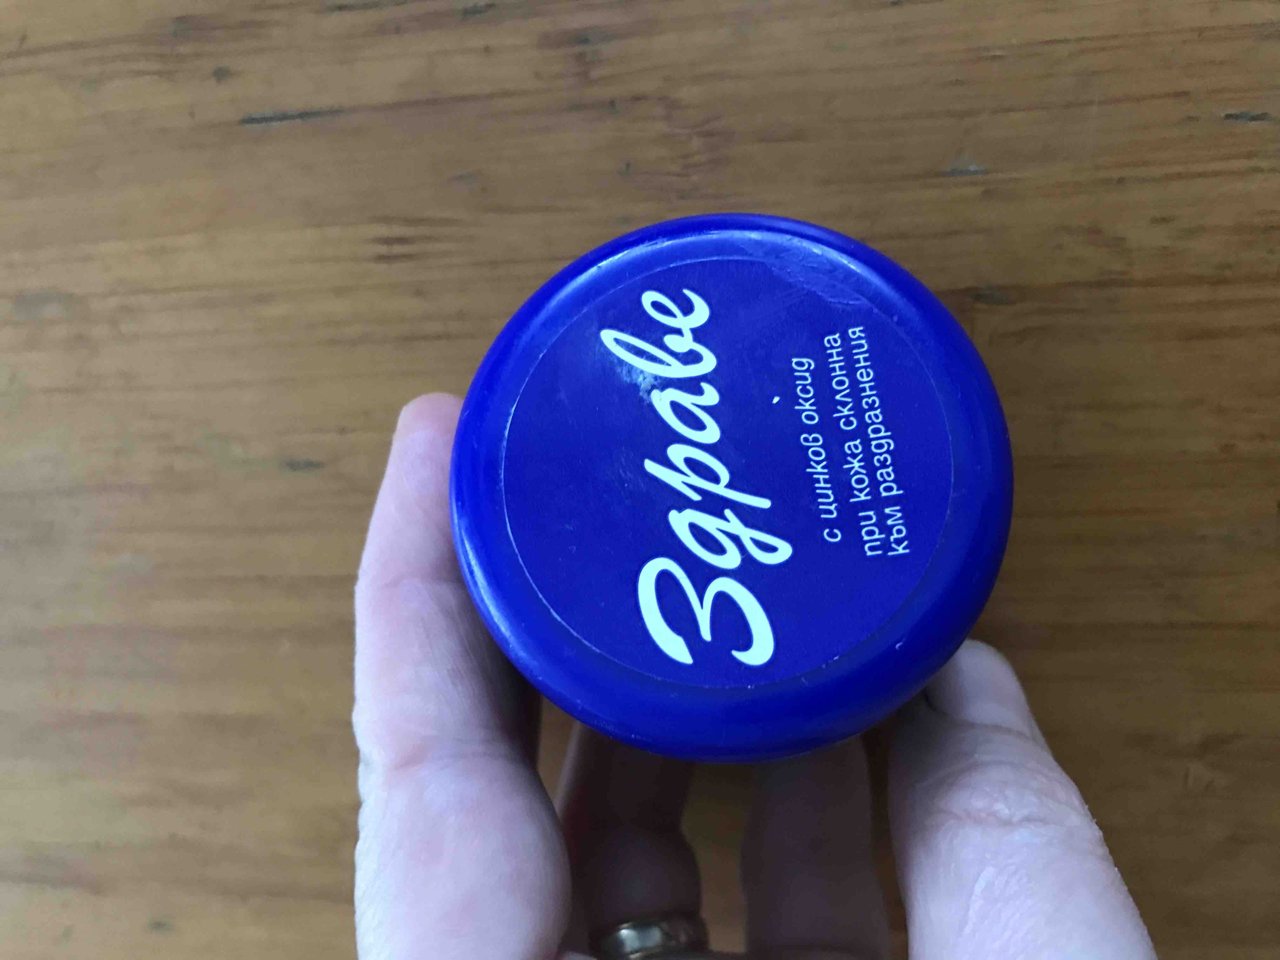 Здраве
с цинков оксид
при кожа склонна
към раздразнения